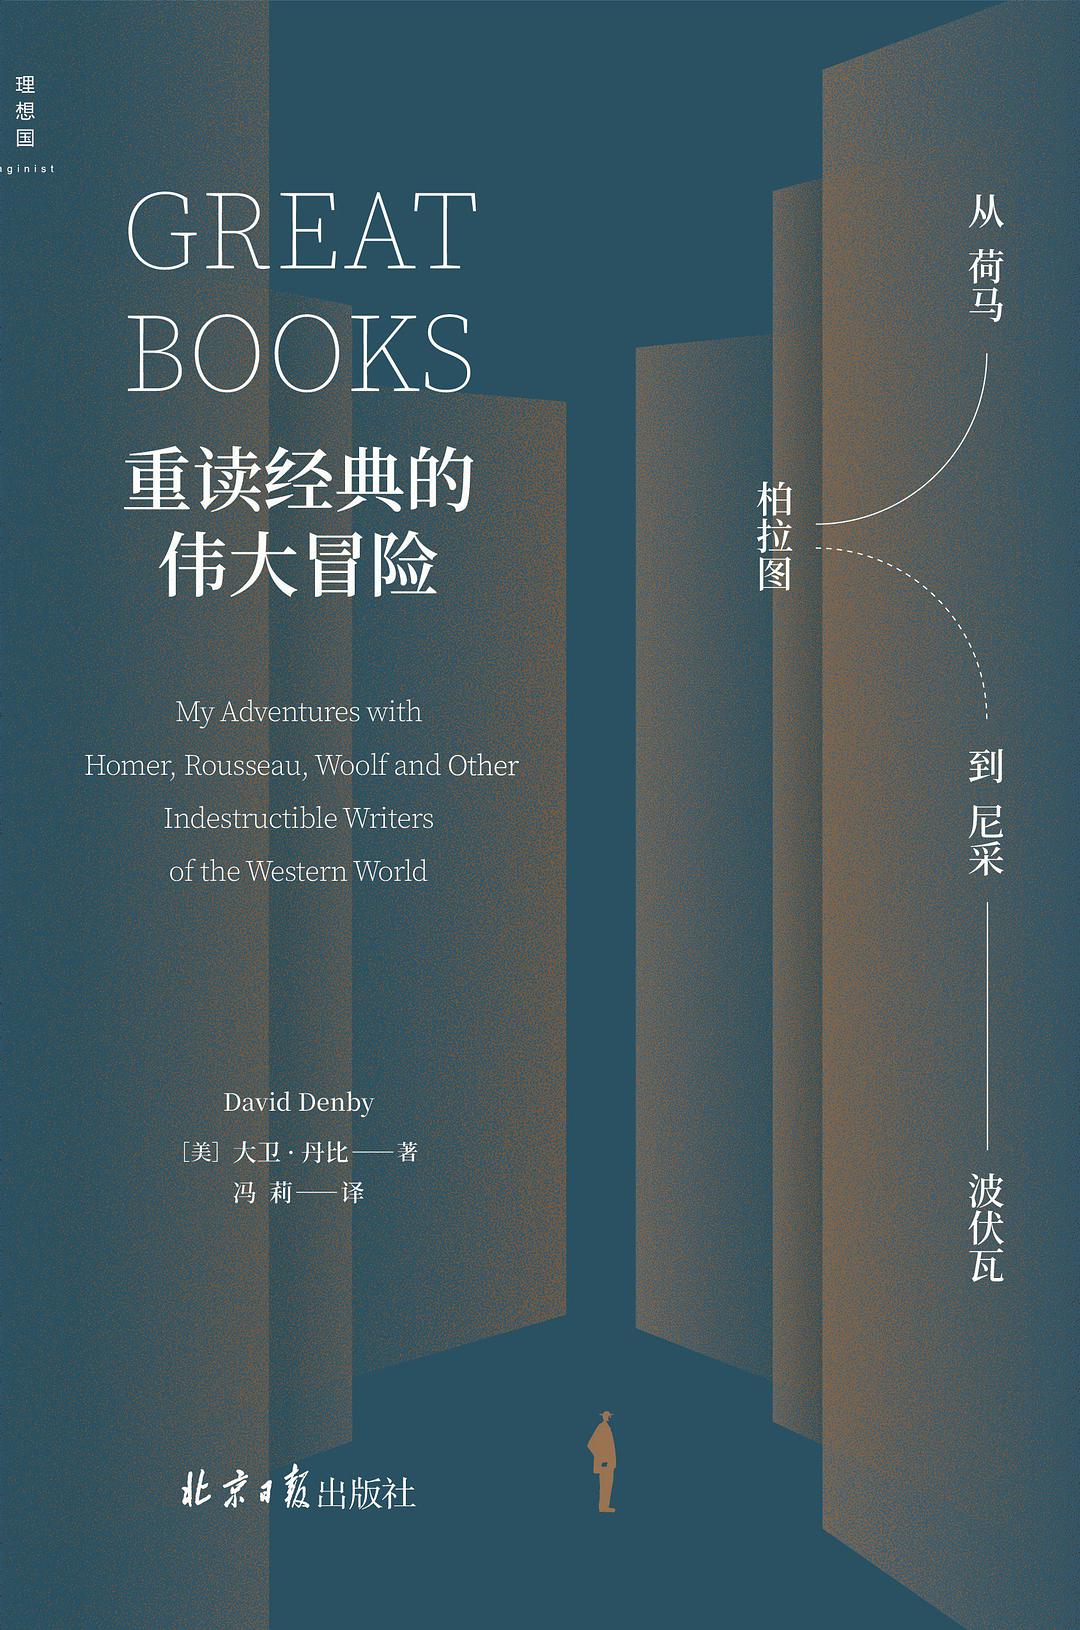 理想国
aginist
GREAT
BOOKS
重读经典的
伟大冒险
My Adventures with
Homer, Rousseau, Woolf and Other
Indestructible Writers
of the Western World
David Denby
［美］大卫·丹比——著
冯 莉——译
北京日报出版社
从 荷马
柏拉图
到 尼采
波伏瓦